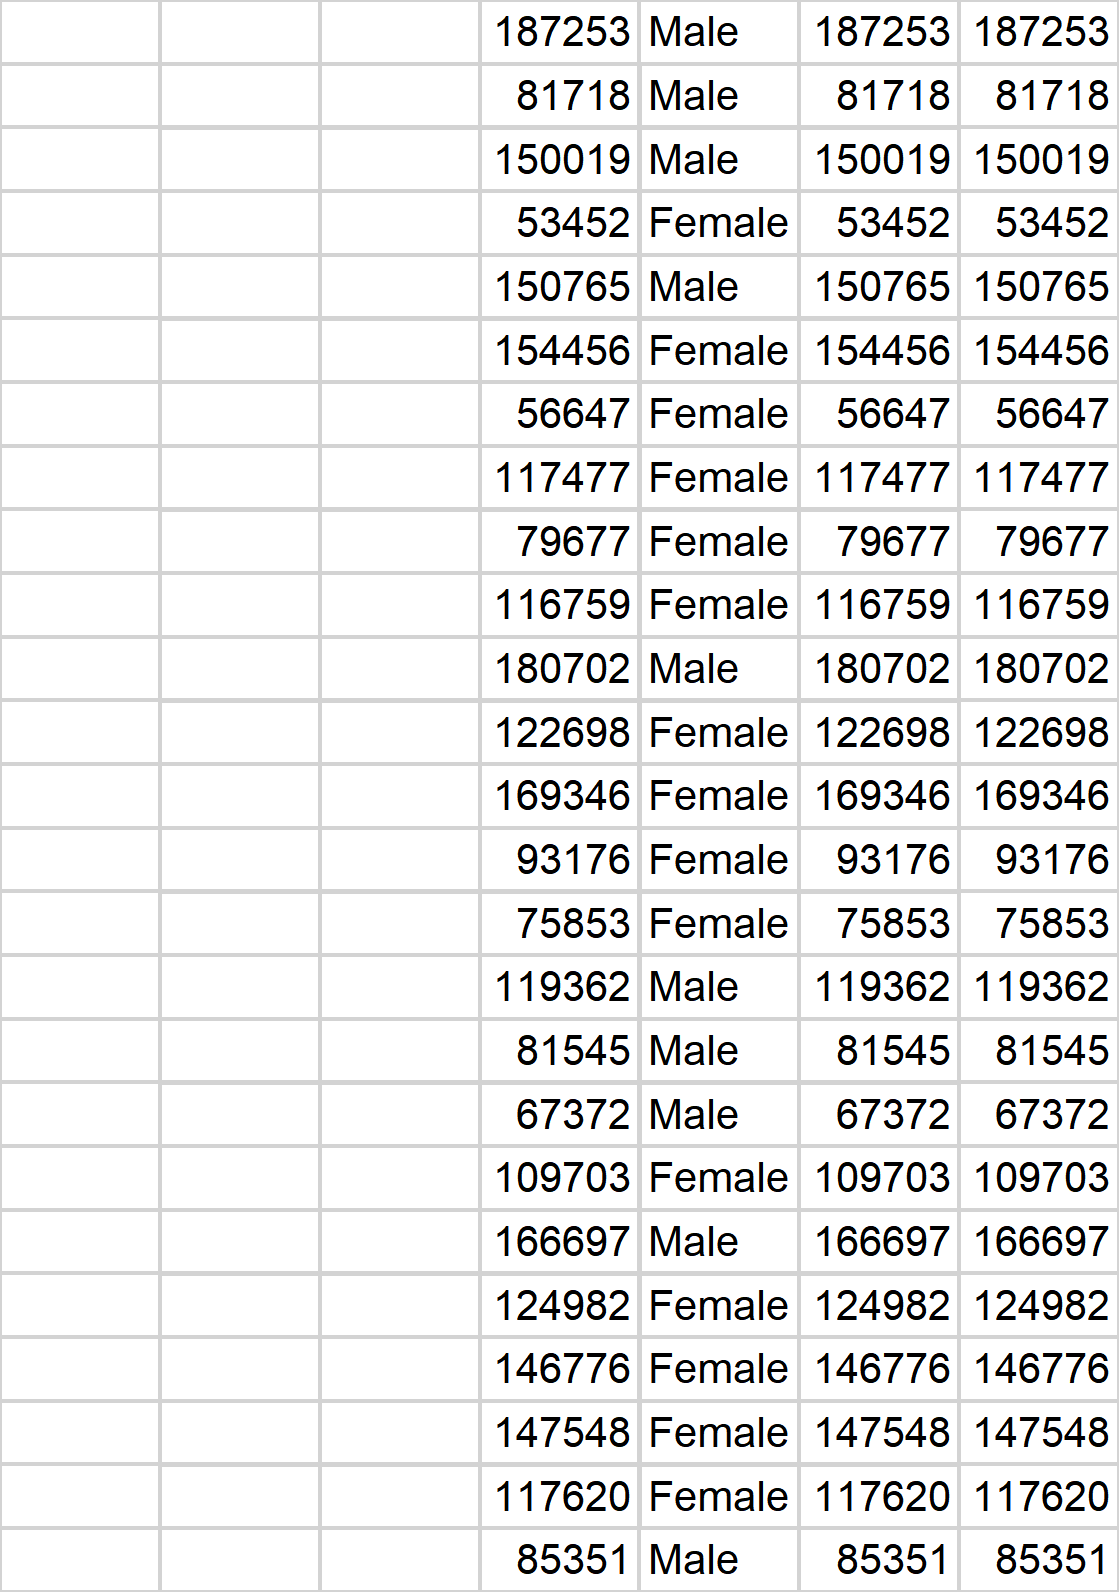 187253 Male 187253 187253
81718 Male 81718 81718
150019 Male 150019 150019
53452 Female 53452 53452
150765 Male 150765 150765
154456 Female 154456 154456
56647 Female 56647 56647
117477 Female 117477 117477
79677 Female 79677 79677
116759 Female 116759 116759
180702 Male 180702 180702
122698 Female 122698 122698
169346 Female 169346 169346
93176 Female 93176 93176
75853 Female 75853 75853
119362 Male 119362 119362
81545 Male 81545 81545
67372 Male 67372 67372
109703 Female 109703 109703
166697 Male 166697 166697
124982 Female 124982 124982
146776 Female 146776 146776
147548 Female 147548 147548
117620 Female 117620 117620
85351 Male 85351 85351